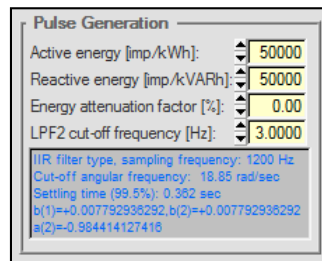 Pulse Generation
Active energy [imp/kWh]: 50000
Reactive energy [imp/kVARh]: 50000
Energy attenuation factor [%]: 0.00
LPF2 cut-off frequency [Hz]: 3.0000
IIR filter type, sampling frequency: 1200 Hz
Cut-off angular frequency: 18.85 rad/sec
Settling time (99.5%): 0.362 sec
b(1)=+0.007792936292,b(2)=+0.007792936292
a(2)=-0.984414127416